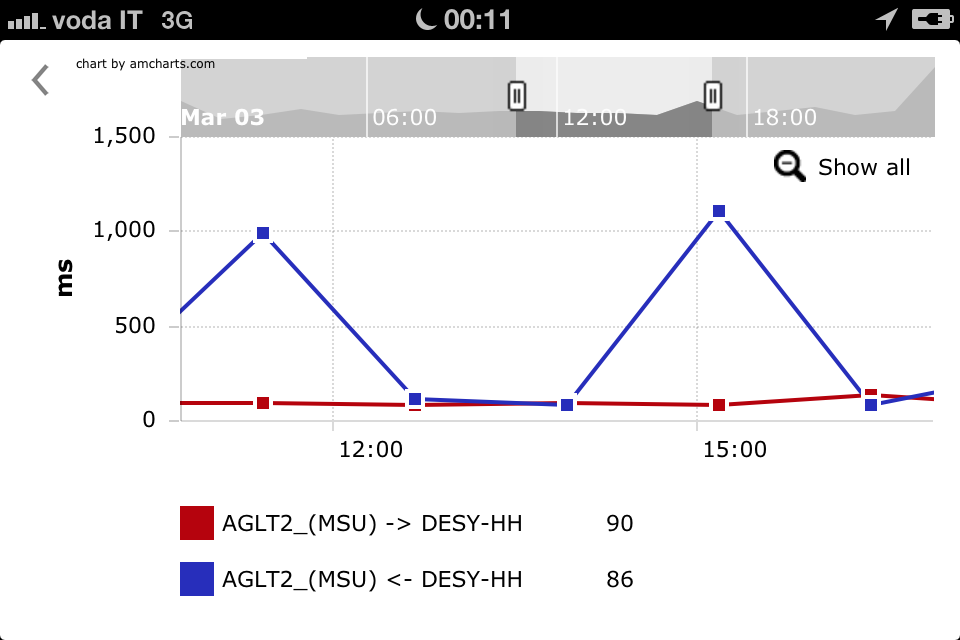 voda IT 3G 00:11
chart by amcharts.com
Mar 03 06:00 12:00 18:00
1,500
Show all
1,000
ms
500
0
12:00 15:00
AGLT2_(MSU) -> DESY-HH 90
AGLT2_(MSU) <- DESY-HH 86